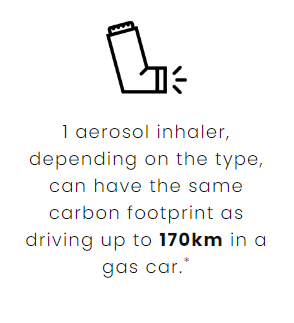 1 aerosol inhaler,
depending on the type,
can have the same
carbon footprint as
driving up to 170km in a
gas car.*